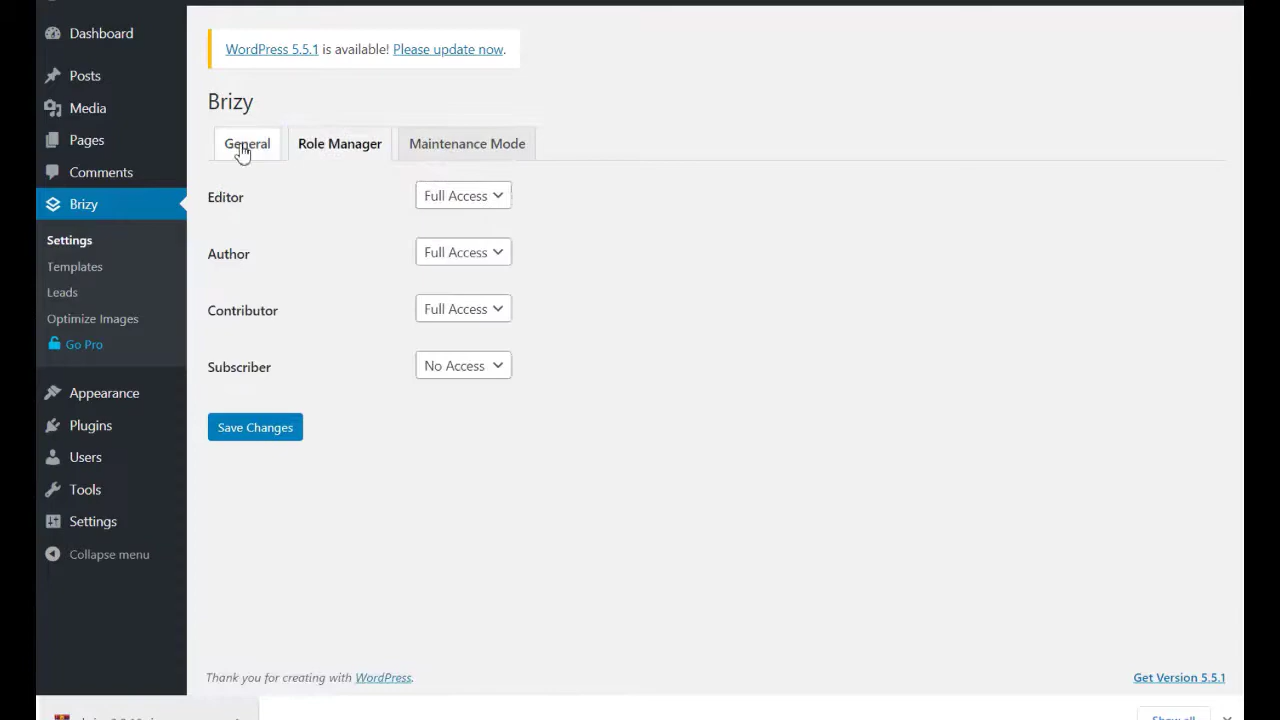 Dashboard
Posts
Media
Pages
Comments
Brizy
Settings
Templates
Leads
Optimize Images
Go Pro
Appearance
Plugins
Users
Tools
Settings
Collapse menu
WordPress 5.5.1 is available! Please update now.
Brizy
General
Role Manager
Maintenance Mode
Editor
Full Access
Author
Full Access
Contributor
Full Access
Subscriber
No Access
Save Changes
Thank you for creating with WordPress.
Get Version 5.5.1
Show all